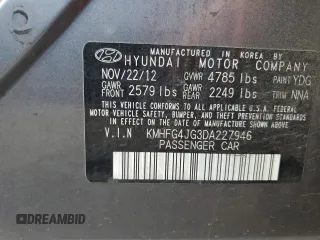 MANUFACTURED IN KOREA BY
HYUNDAI MOTOR COMPANY
NOV/22/12 GVWR 4785 lbs PAINT YDG
GAWR FRONT 2579 lbs GAWR REAR 2249 lbs TRIM NNA
THIS VEHICLE CONFORMS TO ALL APPLICABLE U.S. FEDERAL
MOTOR VEHICLE SAFETY, BUMPER, AND THEFT PREVENTION
STANDARDS IN EFFECT ON THE DATE OF MANUFACTURE
SHOWN ABOVE.
V.I.N KMHFG4JG3DA227946
PASSENGER CAR
@ DIDAMBID